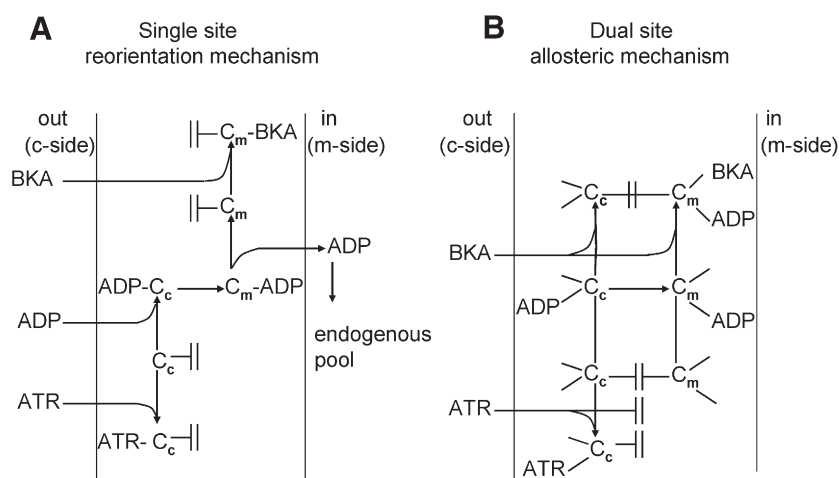 A
Single site
reorientation mechanism
out
(c-side)
in
(m-side)
Cm-BKA
BKA
Cm
ADP
ADP-Cc
Cm-ADP
ADP
endogenous
pool
Cc
ATR
ATR- Cc
B
Dual site
allosteric mechanism
out
(c-side)
in
(m-side)
BKA
Cc
Cm
ADP
BKA
Cc
Cm
ADP
ADP
Cc
Cm
ATR
Cc
ATR